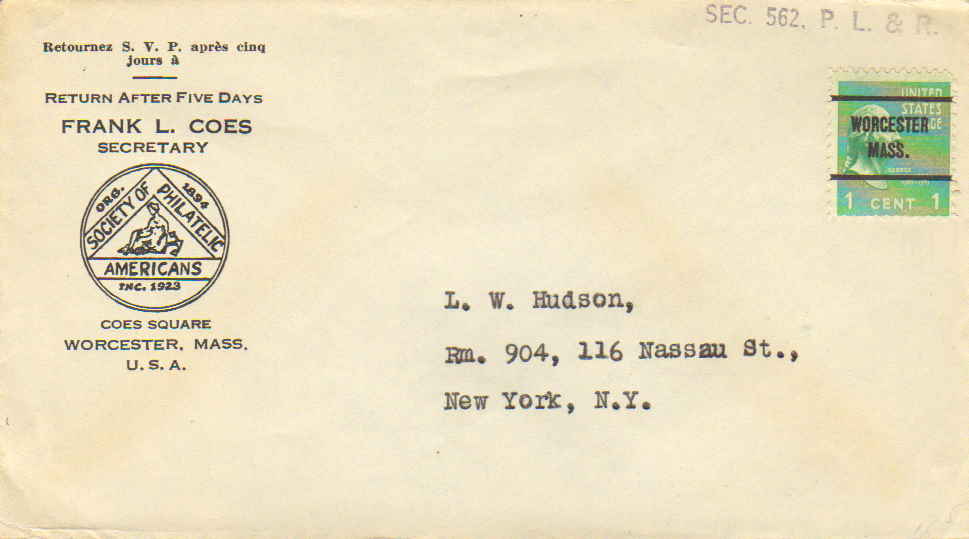 SEC. 562, P. L. & R.
Retournez S. V. P. après cinq
jours à
RETURN AFTER FIVE DAYS
FRANK L. COES
SECRETARY
ORG. 1894
SOCIETY OF PHILATELIC
AMERICANS
INC. 1923
COES SQUARE
WORCESTER, MASS.
U. S. A.
UNITED
STATES
GE
WORCESTER
MASS.
1 CENT 1
L. W. Hudson,
Rm. 904, 116 Nassau St.,
New York, N.Y.